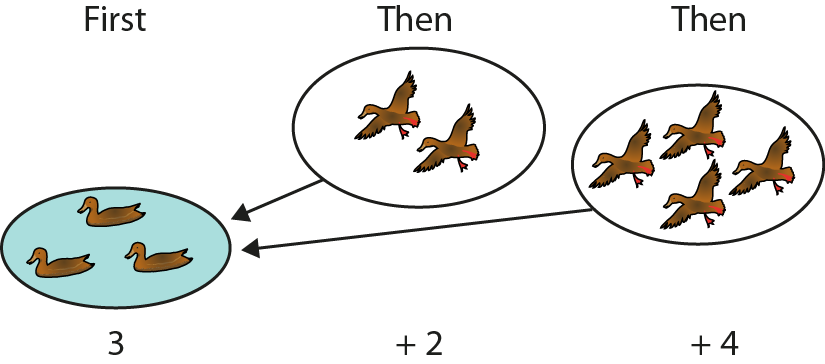 First Then Then
3 + 2 + 4